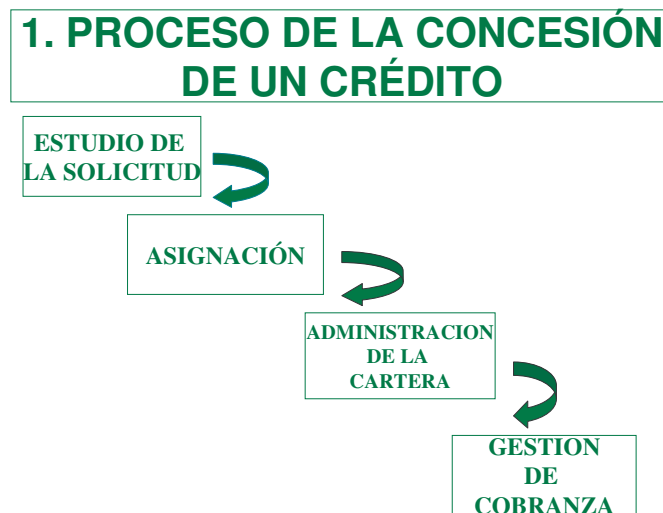 1. PROCESO DE LA CONCESIÓN
DE UN CRÉDITO
ESTUDIO DE
LA SOLICITUD
ASIGNACIÓN
ADMINISTRACION
DE LA
CARTERA
GESTION
DE
COBRANZA